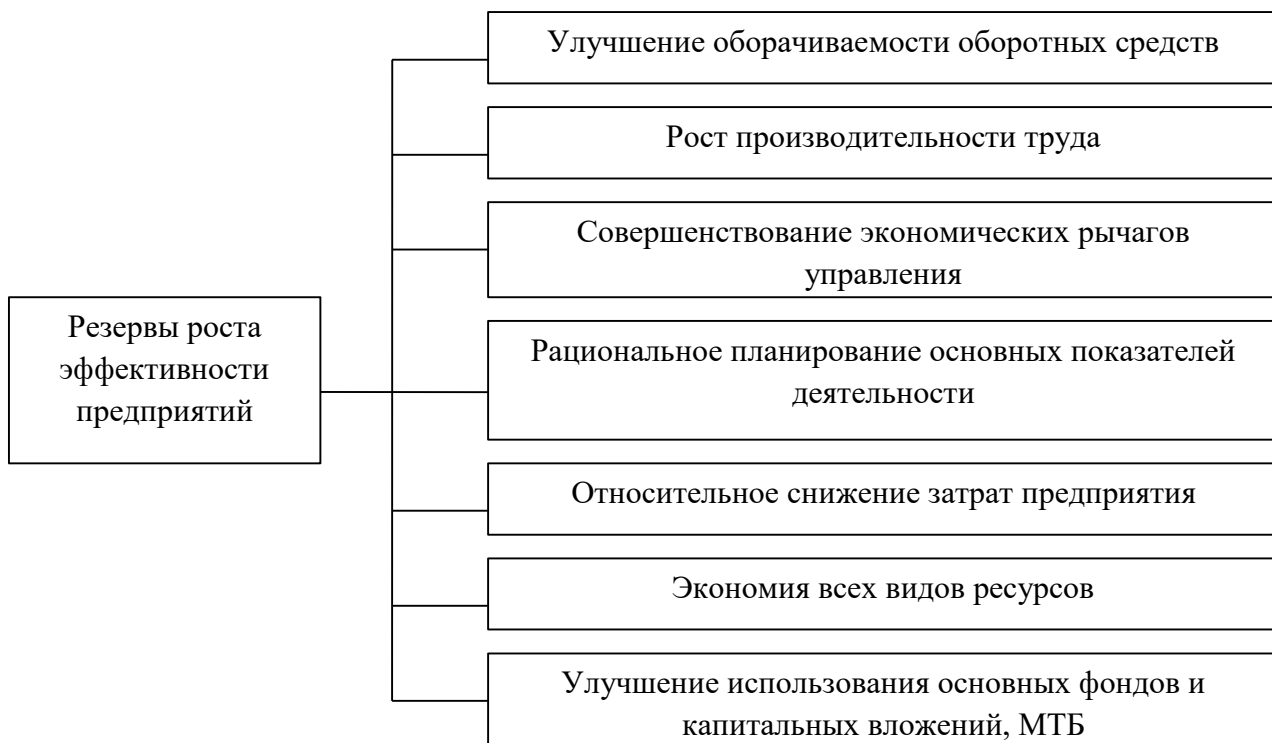 Улучшение оборачиваемости оборотных средств
Рост производительности труда
Совершенствование экономических рычагов
управления
Резервы роста
эффективности
предприятий
Рациональное планирование основных показателей
деятельности
Относительное снижение затрат предприятия
Экономия всех видов ресурсов
Улучшение использования основных фондов и
капитальных вложений, МТБ